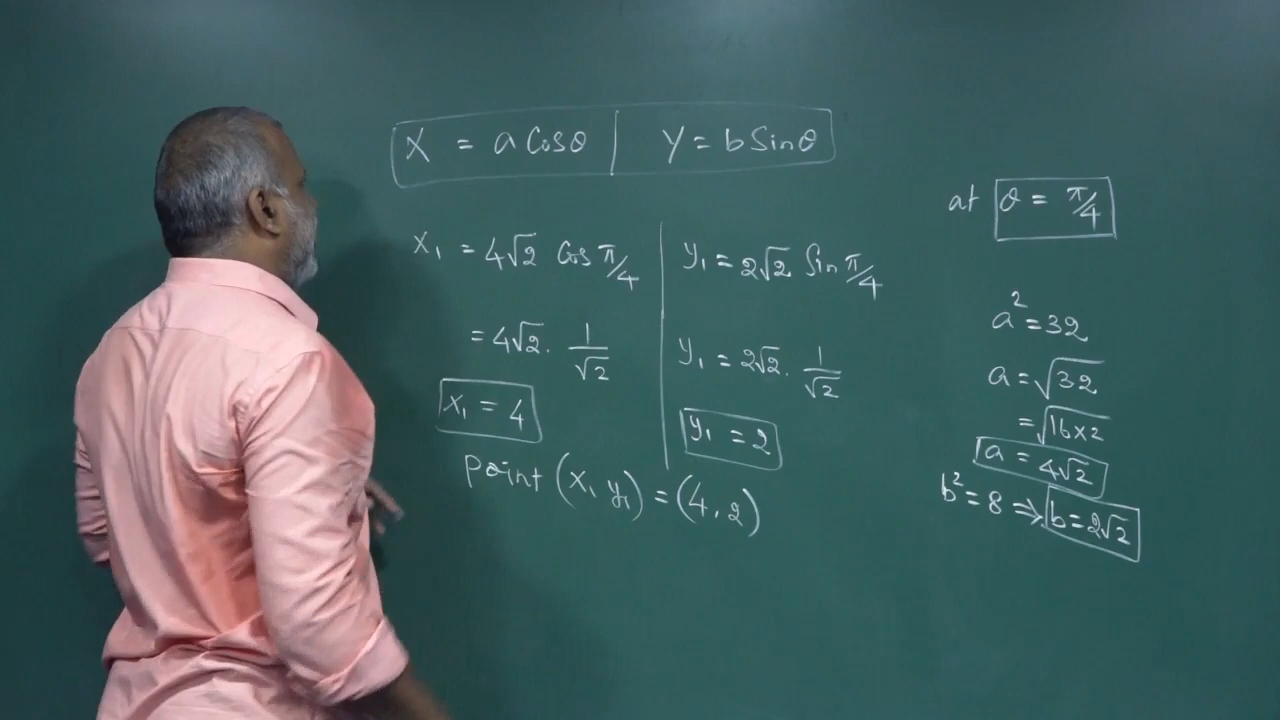 X = a Cosθ | Y = b Sinθ
at θ = π/4
x₁ = 4√2 Cos π/4
= 4√2 . 1/√2
x₁ = 4
y₁ = 2√2 Sin π/4
y₁ = 2√2 . 1/√2
y₁ = 2
point (x₁ y₁) = (4, 2)
a² = 32
a = √32
= √16×2
a = 4√2
b² = 8 ⇒ b = 2√2